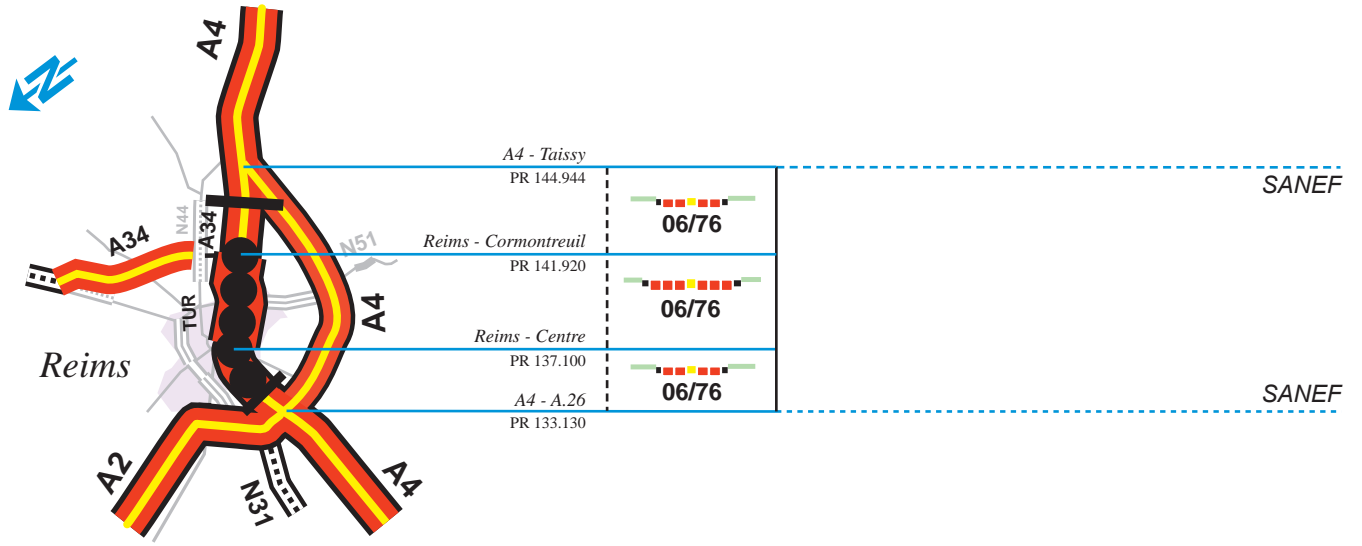 A4
N
A4 - Taissy
PR 144.944
SANEF
06/76
N44
A34
A34
N51
Reims - Cormontreuil
PR 141.920
06/76
TUR
A4
Reims
Reims - Centre
PR 137.100
06/76
A4 - A.26
PR 133.130
SANEF
A2
N31
A4